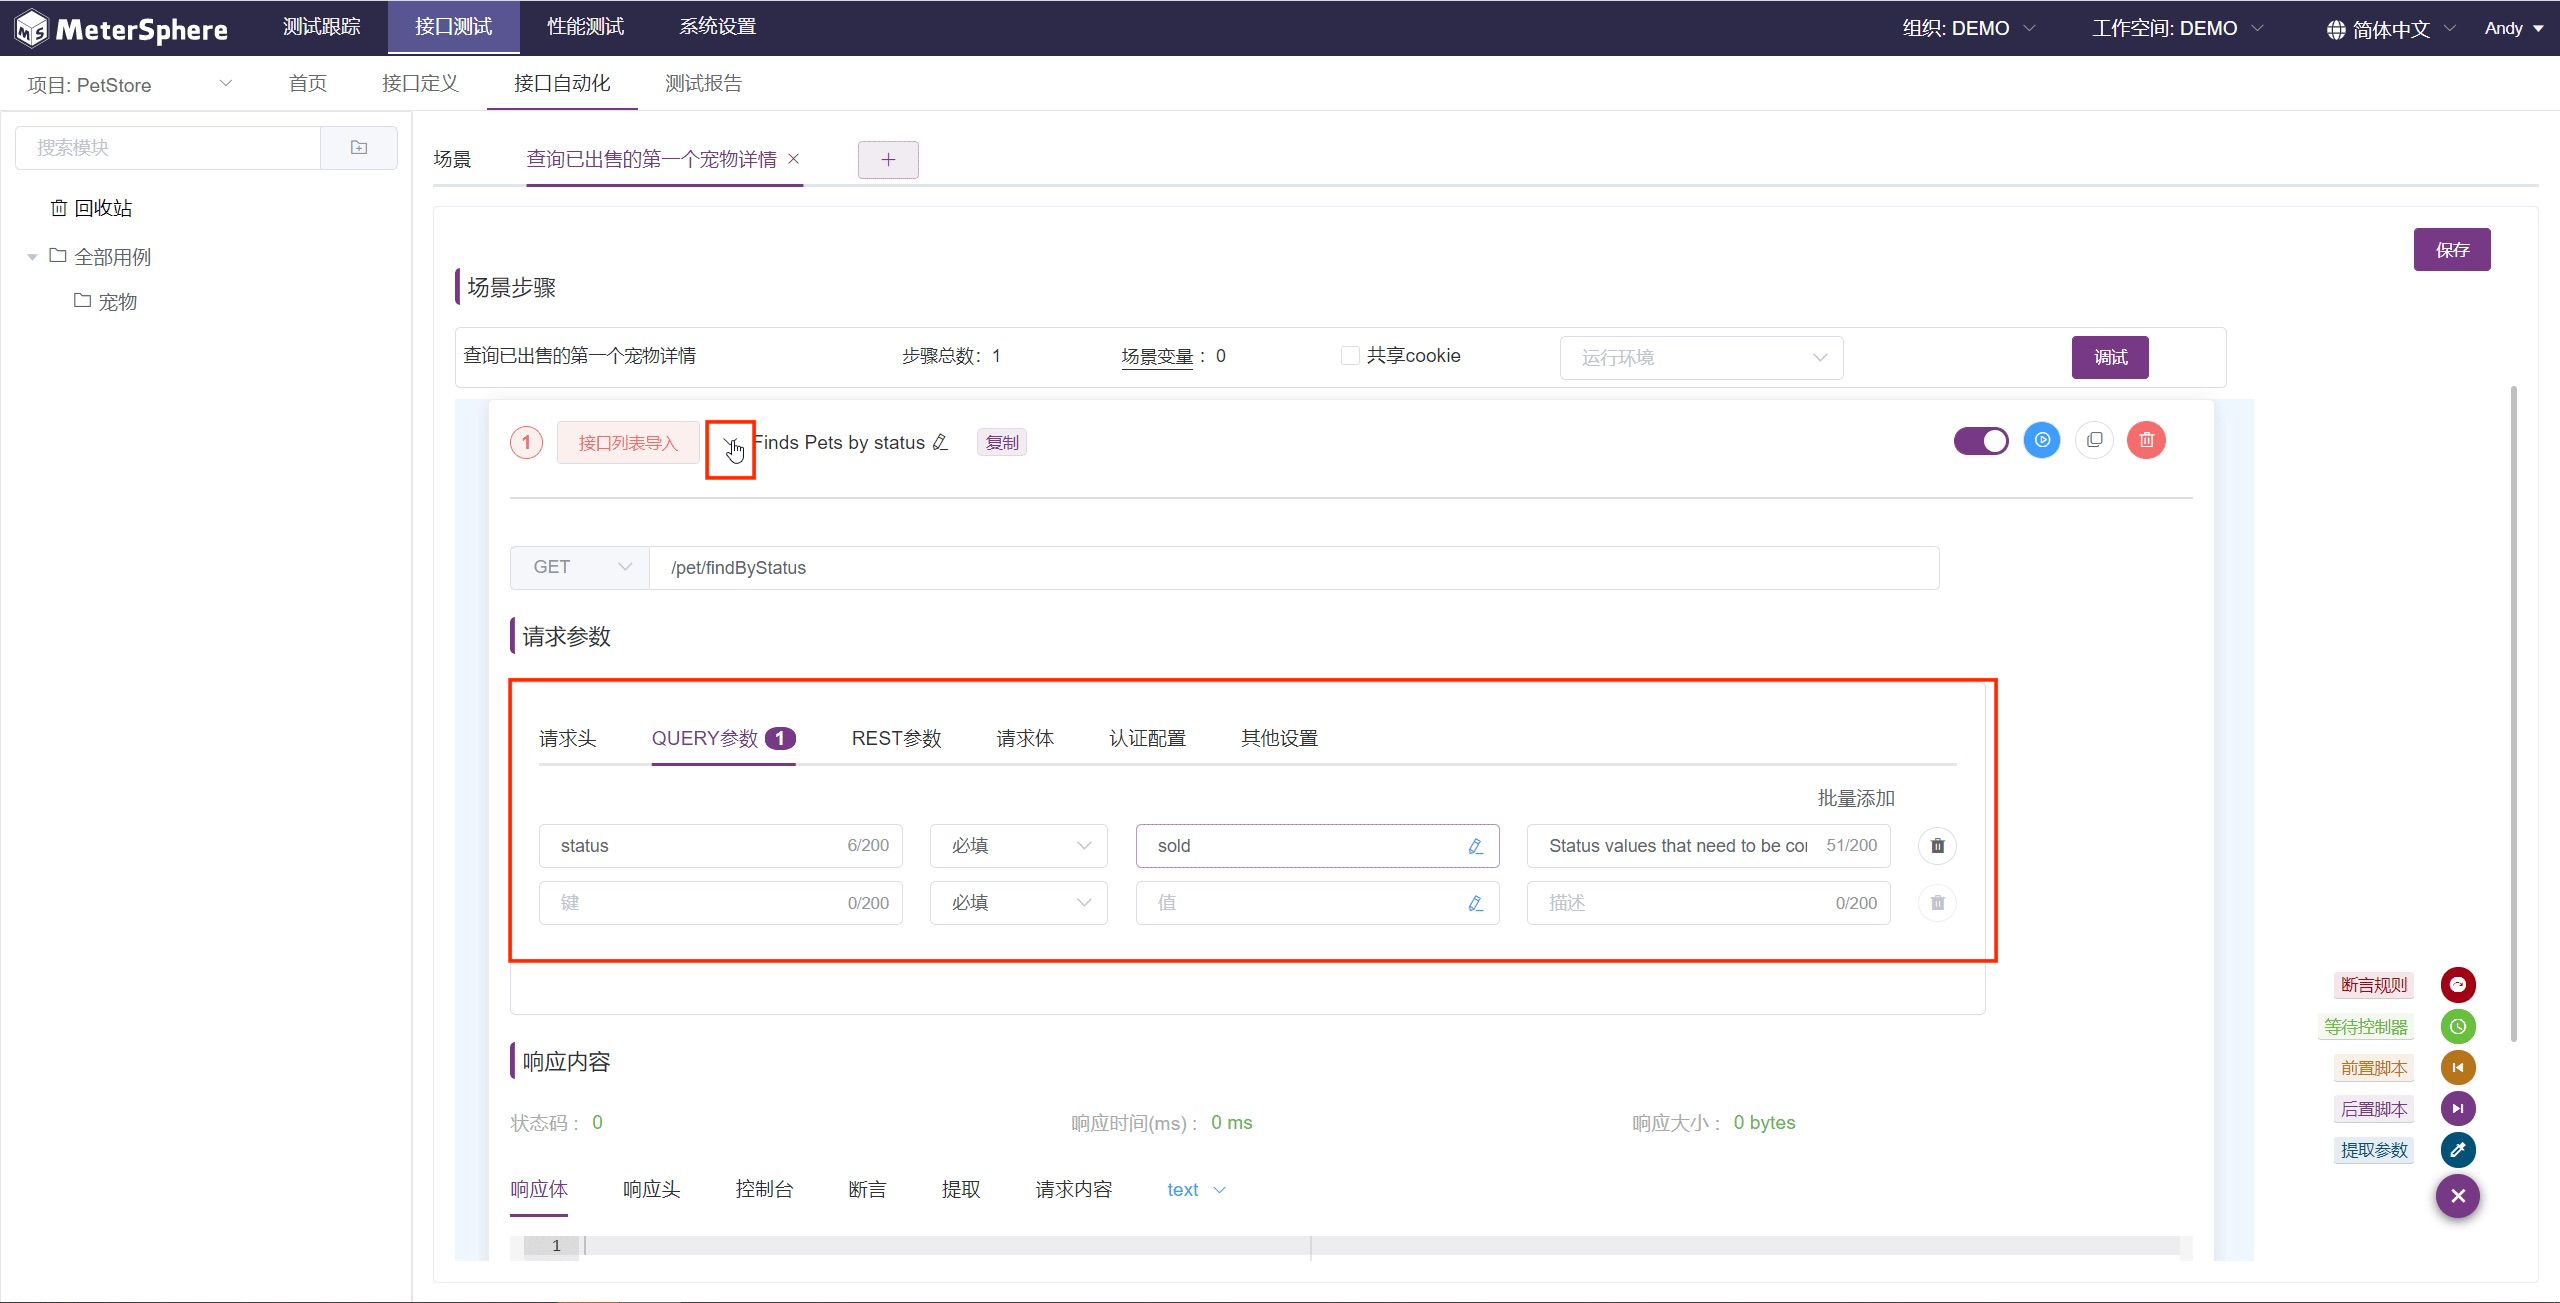 MeterSphere 测试跟踪 接口测试 性能测试 系统设置 组织: DEMO 工作空间: DEMO 简体中文 Andy
项目: PetStore 首页 接口定义 接口自动化 测试报告
搜索模块
回收站
全部用例
宠物
场景 查询已出售的第一个宠物详情
保存
场景步骤
查询已出售的第一个宠物详情 步骤总数：1 场景变量：0 共享cookie 运行环境 调试
1 接口列表导入 Finds Pets by status 复制
GET /pet/findByStatus
请求参数
请求头 QUERY参数 1 REST参数 请求体 认证配置 其他设置
批量添加
status 6/200 必填 sold Status values that need to be cor 51/200
键 0/200 必填 值 描述 0/200
响应内容
状态码： 0 响应时间(ms)： 0 ms 响应大小： 0 bytes
响应体 响应头 控制台 断言 提取 请求内容 text
1
断言规则
等待控制器
前置脚本
后置脚本
提取参数